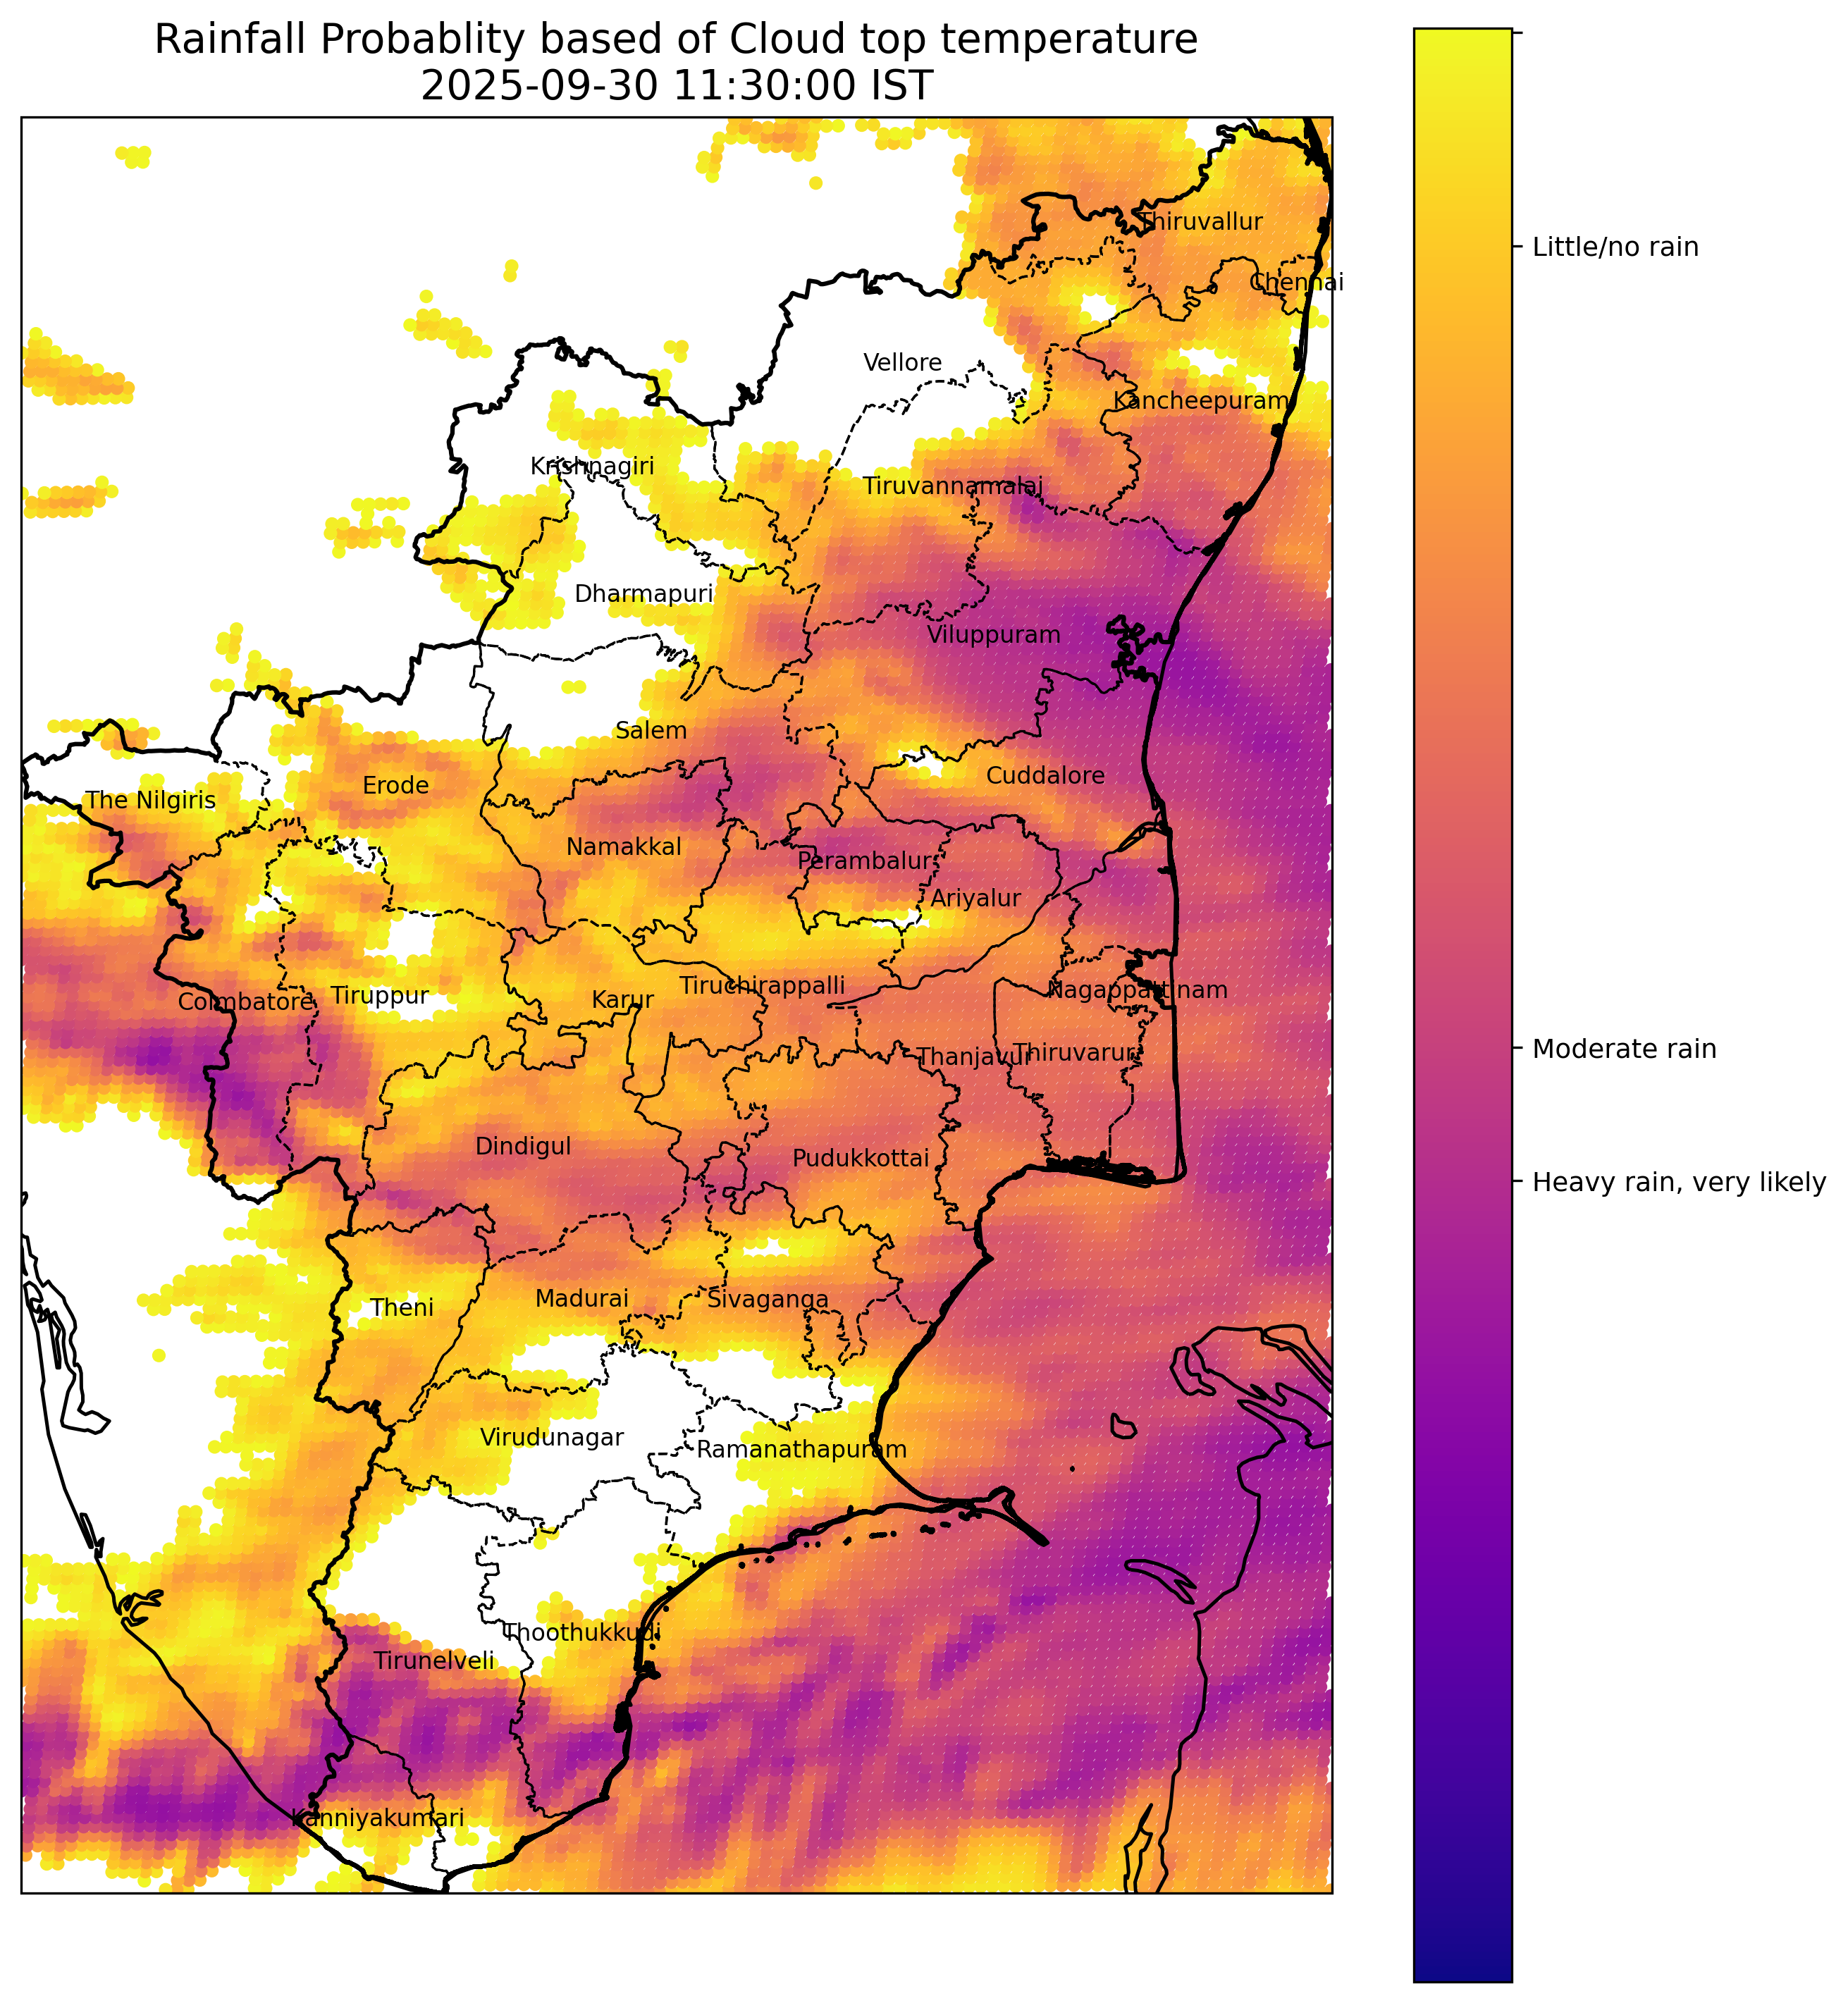 Rainfall Probablity based of Cloud top temperature
2025-09-30 11:30:00 IST
Thiruvallur
Little/no rain
Chennai
Vellore
Kancheepuram
Krishnagiri
Tiruvannamalai
Dharmapuri
Viluppuram
Salem
Cuddalore
Erode
The Nilgiris
Namakkal
Perambalur
Ariyalur
Tiruchirappalli
Nagappattinam
Tiruppur
Karur
Coimbatore
Moderate rain
Thanjavur
Thiruvarur
Dindigul
Pudukkottai
Heavy rain, very likely
Madurai
Sivaganga
Theni
Virudunagar
Ramanathapuram
Thoothukkudi
Tirunelveli
Kanniyakumari